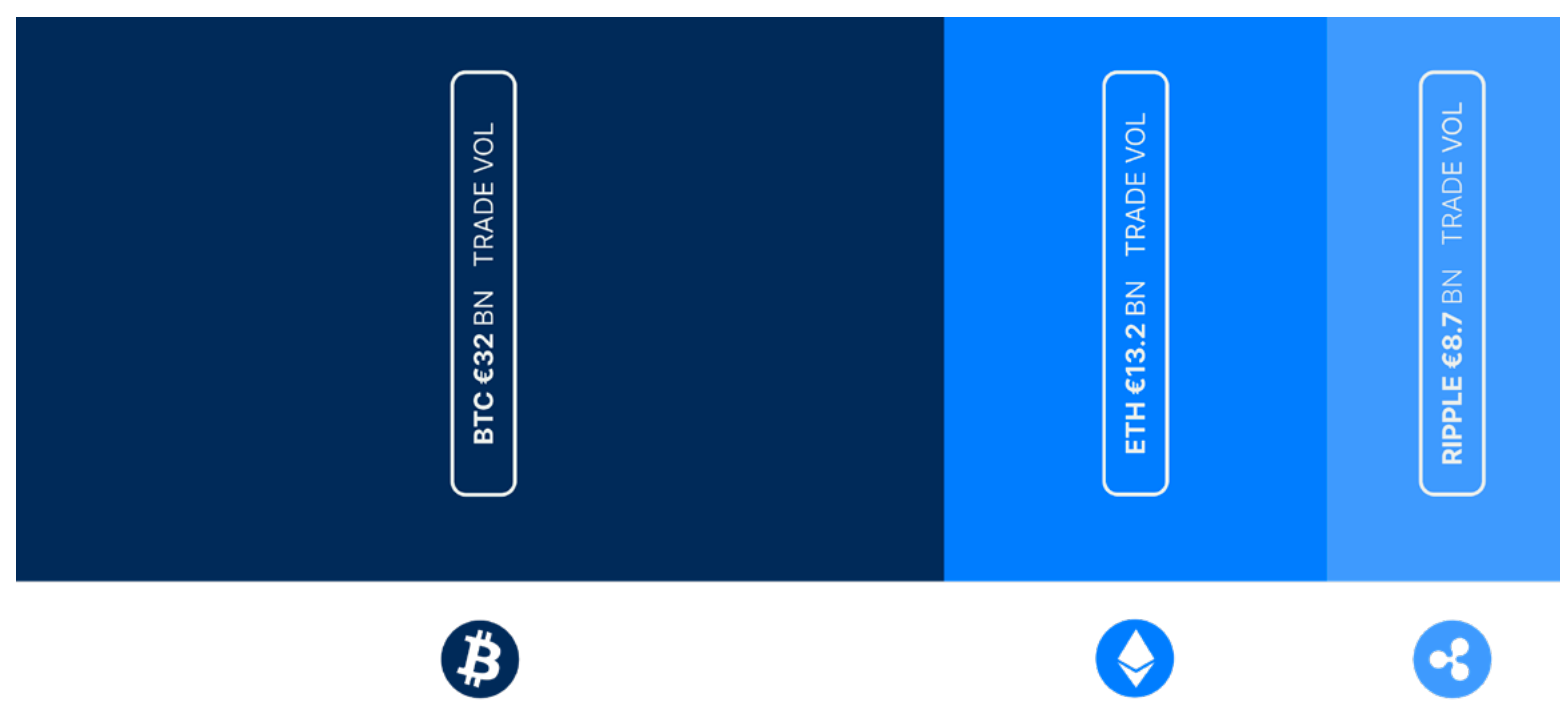 BTC €32 BN TRADE VOL
ETH €13.2 BN TRADE VOL
RIPPLE €8.7 BN TRADE VOL